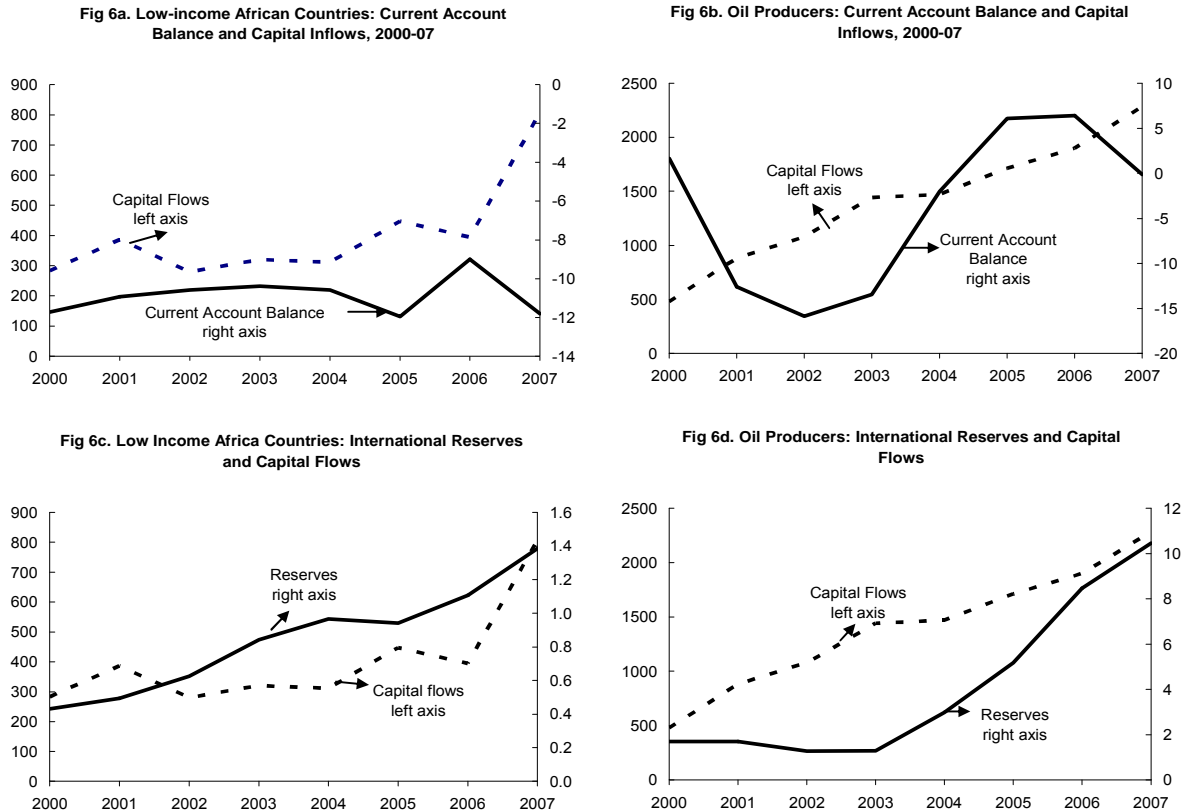 Fig 6a. Low-income African Countries: Current Account
Balance and Capital Inflows, 2000-07
900
800
700
600
500
400
300
200
100
0
0
-2
-4
-6
-8
-10
-12
-14
Capital Flows
left axis
Current Account Balance
right axis
2000 2001 2002 2003 2004 2005 2006 2007
Fig 6b. Oil Producers: Current Account Balance and Capital
Inflows, 2000-07
2500
2000
1500
1000
500
0
10
5
0
-5
-10
-15
-20
Capital Flows
left axis
Current Account
Balance
right axis
2000 2001 2002 2003 2004 2005 2006 2007
Fig 6c. Low Income Africa Countries: International Reserves
and Capital Flows
900
800
700
600
500
400
300
200
100
0
1.6
1.4
1.2
1.0
0.8
0.6
0.4
0.2
0.0
Reserves
right axis
Capital flows
left axis
2000 2001 2002 2003 2004 2005 2006 2007
Fig 6d. Oil Producers: International Reserves and Capital
Flows
2500
2000
1500
1000
500
0
12
10
8
6
4
2
0
Capital Flows
left axis
Reserves
right axis
2000 2001 2002 2003 2004 2005 2006 2007